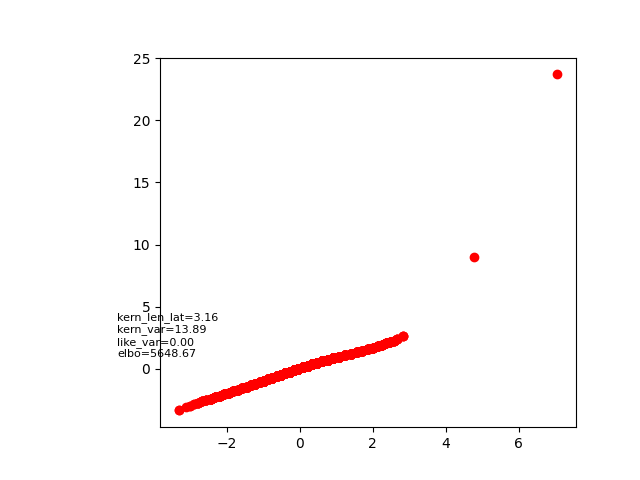 25
20
15
10
5
kern_len_lat=3.16
kern_var=13.89
like_var=0.00
elbo=5648.67
0
−2 0 2 4 6